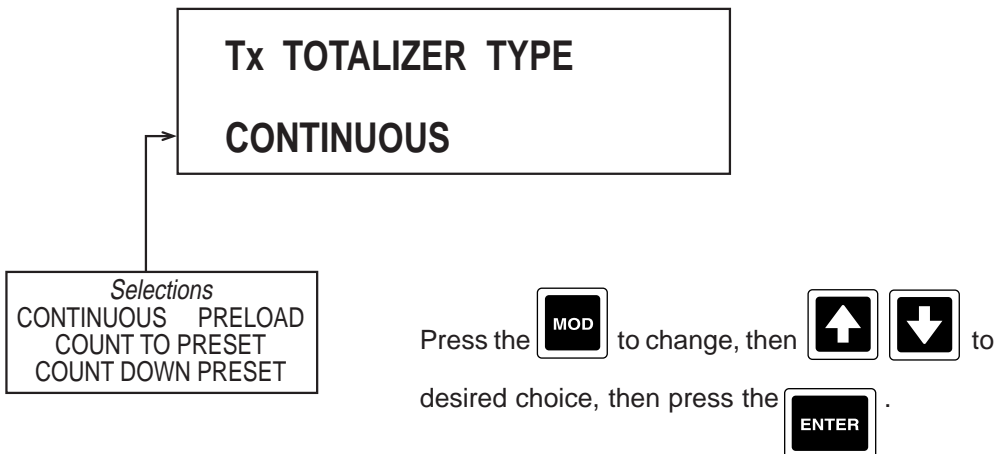 Tx TOTALIZER TYPE
CONTINUOUS
Selections
CONTINUOUS PRELOAD
COUNT TO PRESET
COUNT DOWN PRESET
Press the MOD to change, then to
desired choice, then press the ENTER .